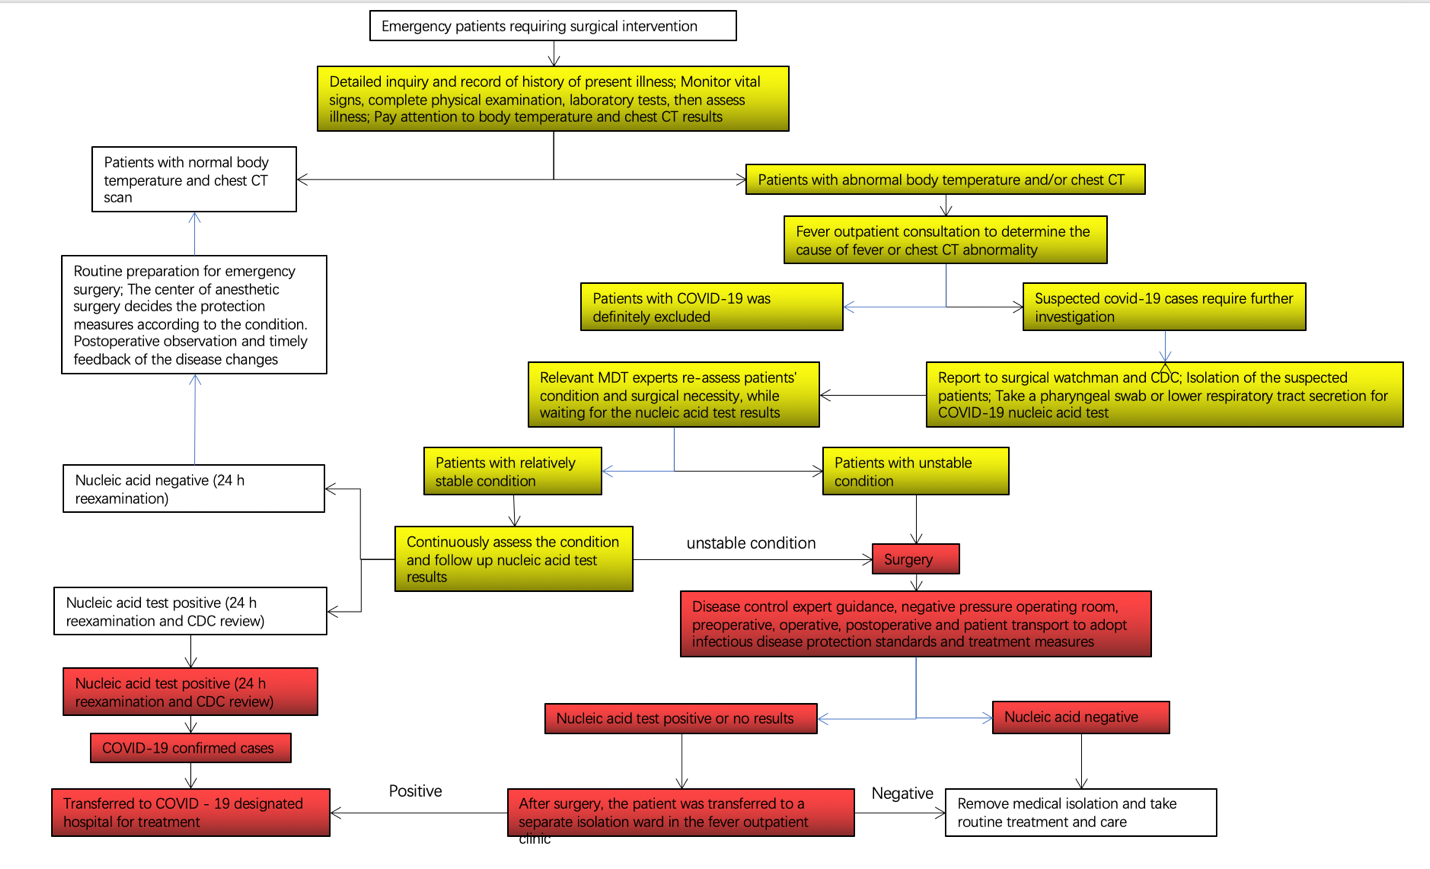 Emergency patients requiring surgical intervention
Detailed inquiry and record of history of present illness; Monitor vital
signs, complete physical examination, laboratory tests, then assess
illness; Pay attention to body temperature and chest CT results
Patients with normal body
temperature and chest CT
scan
Patients with abnormal body temperature and/or chest CT
Fever outpatient consultation to determine the
cause of fever or chest CT abnormality
Routine preparation for emergency
surgery; The center of anesthetic
surgery decides the protection
measures according to the condition.
Postoperative observation and timely
feedback of the disease changes
Patients with COVID-19 was
definitely excluded
Suspected covid-19 cases require further
investigation
Relevant MDT experts re-assess patients'
condition and surgical necessity, while
waiting for the nucleic acid test results
Report to surgical watchman and CDC; Isolation of the suspected
patients; Take a pharyngeal swab or lower respiratory tract secretion for
COVID-19 nucleic acid test
Patients with relatively
stable condition
Patients with unstable
condition
Nucleic acid negative (24 h
reexamination)
Continuously assess the condition
and follow up nucleic acid test
results
unstable condition
Surgery
Nucleic acid test positive (24 h
reexamination and CDC review)
Disease control expert guidance, negative pressure operating room,
preoperative, operative, postoperative and patient transport to adopt
infectious disease protection standards and treatment measures
Nucleic acid test positive (24 h
reexamination and CDC review)
Nucleic acid test positive or no results
Nucleic acid negative
COVID-19 confirmed cases
Transferred to COVID - 19 designated
hospital for treatment
Positive
After surgery, the patient was transferred to a
separate isolation ward in the fever outpatient
clinic
Negative
Remove medical isolation and take
routine treatment and care